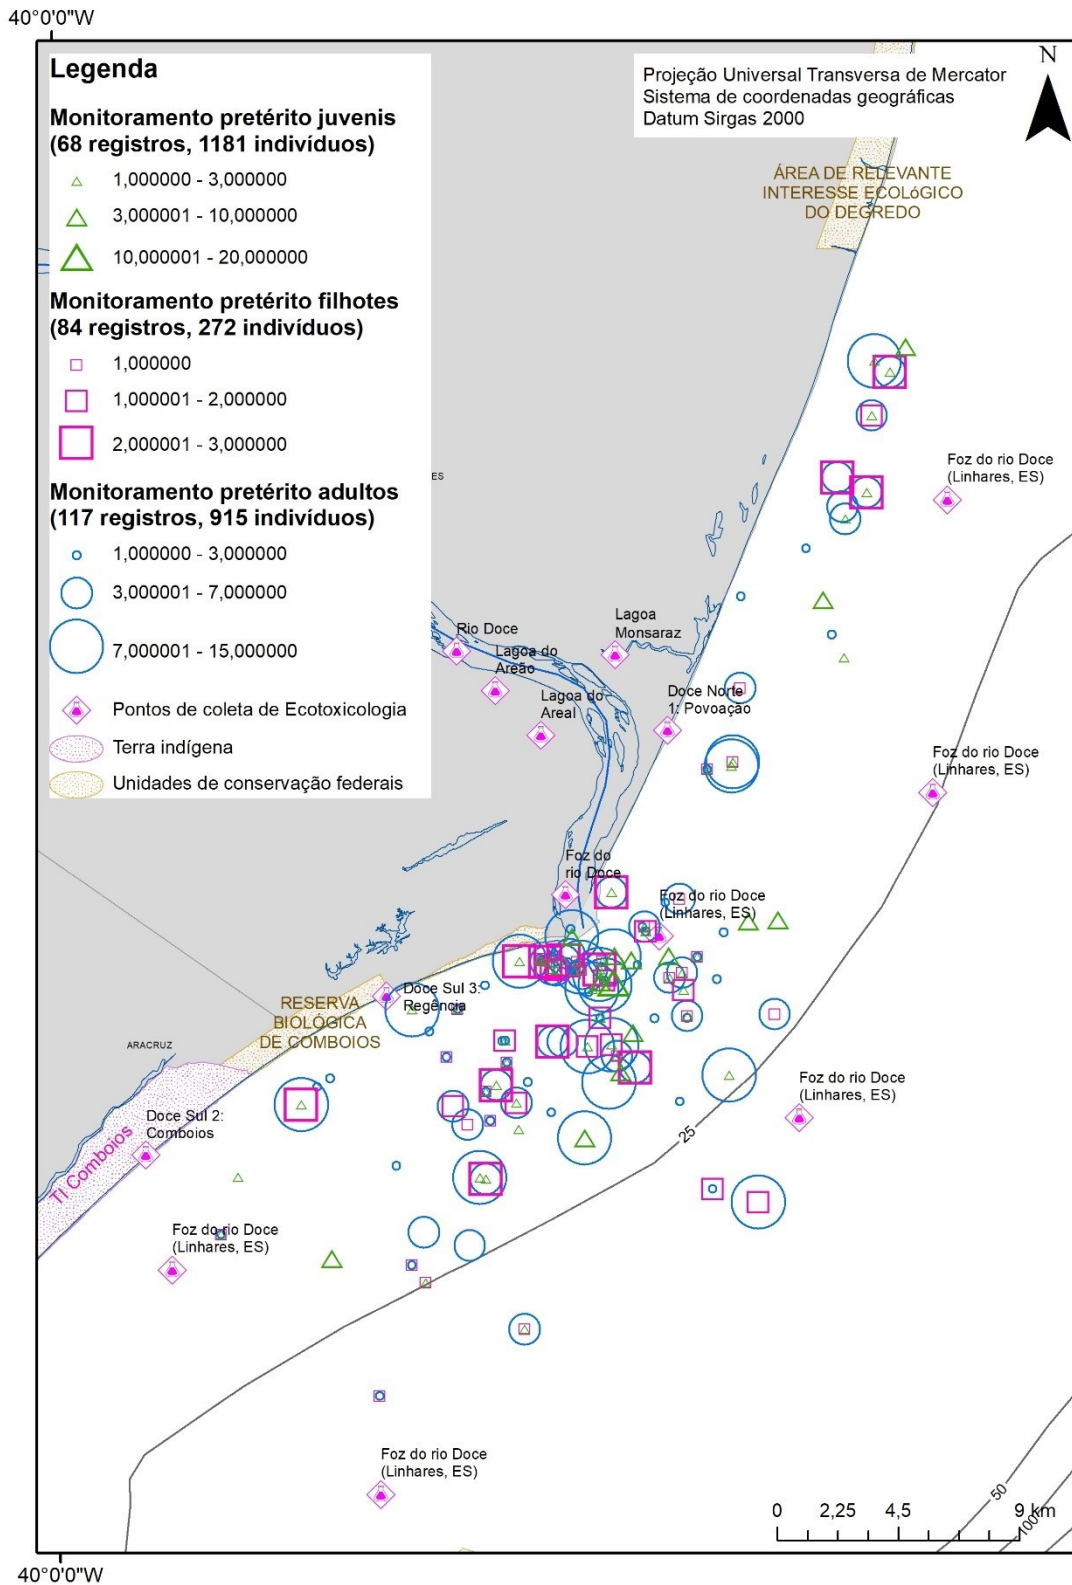 40°0'0"W
Legenda
Monitoramento pretérito juvenis
(68 registros, 1181 indivíduos)
1,000000 - 3,000000
3,000001 - 10,000000
10,000001 - 20,000000
Monitoramento pretérito filhotes
(84 registros, 272 indivíduos)
1,000000
1,000001 - 2,000000
2,000001 - 3,000000
Monitoramento pretérito adultos
(117 registros, 915 indivíduos)
1,000000 - 3,000000
3,000001 - 7,000000
7,000001 - 15,000000
Pontos de coleta de Ecotoxicologia
Terra indígena
Unidades de conservação federais
Projeção Universal Transversa de Mercator
Sistema de coordenadas geográficas
Datum Sirgas 2000
N
ÁREA DE RELEVANTE
INTERESSE ECOLóGICO
DO DEGREDO
ES
Foz do rio Doce
(Linhares, ES)
Rio Doce
Lagoa
Monsaraz
Lagoa do
Areão
Lagoa do
Areal
Doce Norte
1: Povoação
Foz do rio Doce
(Linhares, ES)
Foz do
rio Doce
Foz do rio Doce
(Linhares, ES)
Doce Sul 3:
Regência
RESERVA
BIOLÓGICA
DE COMBOIOS
ARACRUZ
Foz do rio Doce
(Linhares, ES)
Doce Sul 2:
Comboios
TI Comboios
25
Foz do rio Doce
(Linhares, ES)
Foz do rio Doce
(Linhares, ES)
50
100
0 2,25 4,5 9 km
40°0'0"W